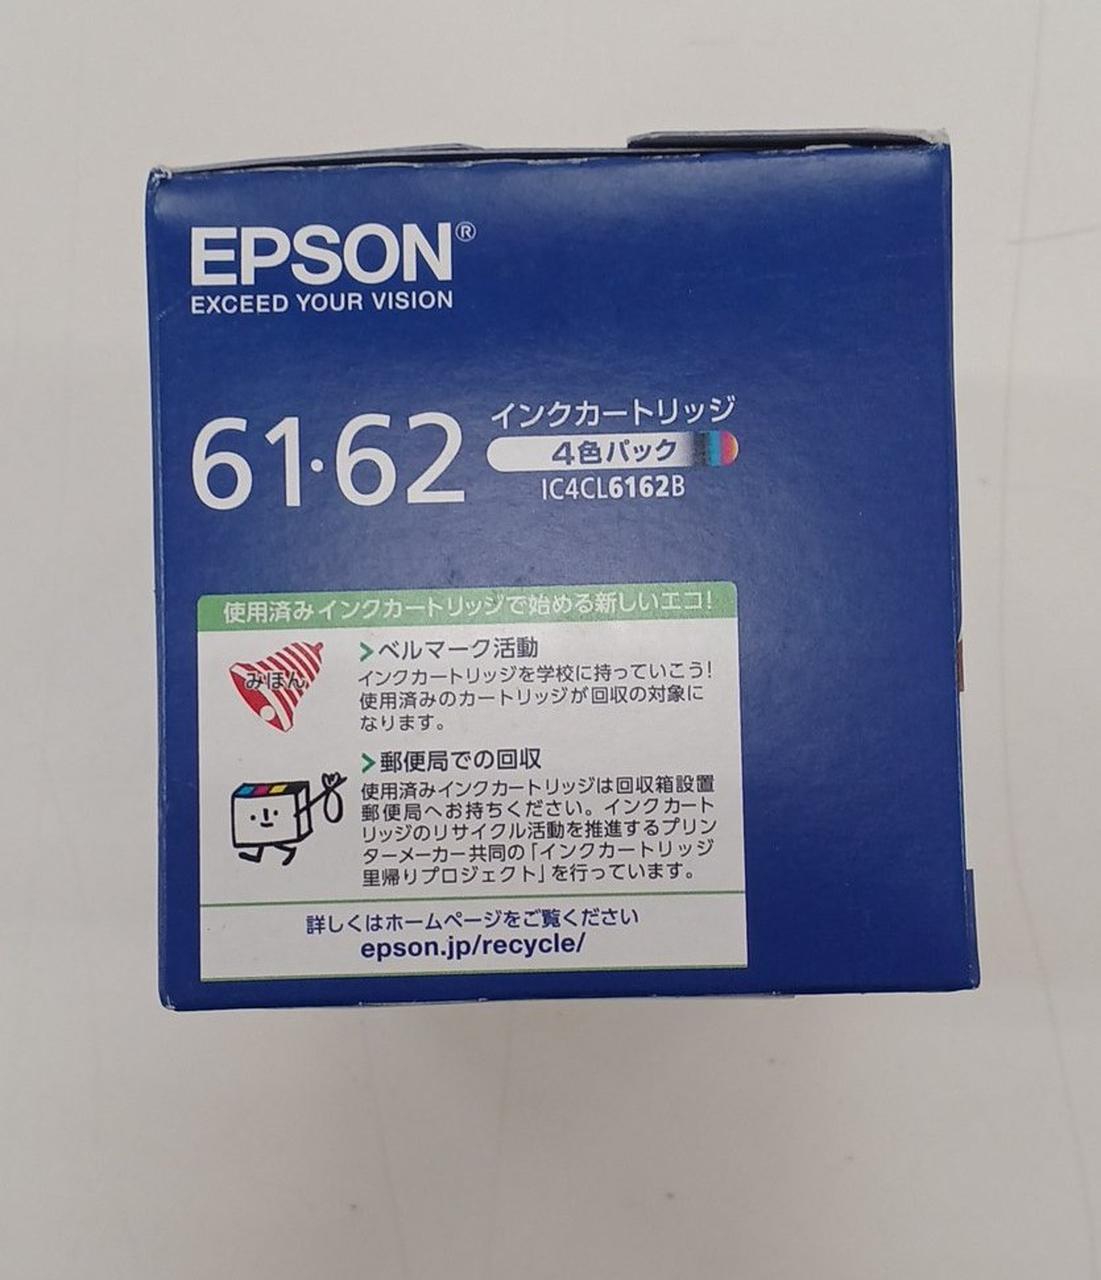 EPSON®
EXCEED YOUR VISION
61・62
インクカートリッジ
4色パック
IC4CL6162B
使用済みインクカートリッジで始める新しいエコ!
みほん
>ベルマーク活動
インクカートリッジを学校に持っていこう!
使用済みのカートリッジが回収の対象に
なります。
>郵便局での回収
使用済みインクカートリッジは回収箱設置
郵便局へお持ちください。インクカート
リッジのリサイクル活動を推進するプリン
ターメーカー共同の「インクカートリッジ
里帰りプロジェクト」を行っています。
詳しくはホームページをご覧ください
epson.jp/recycle/